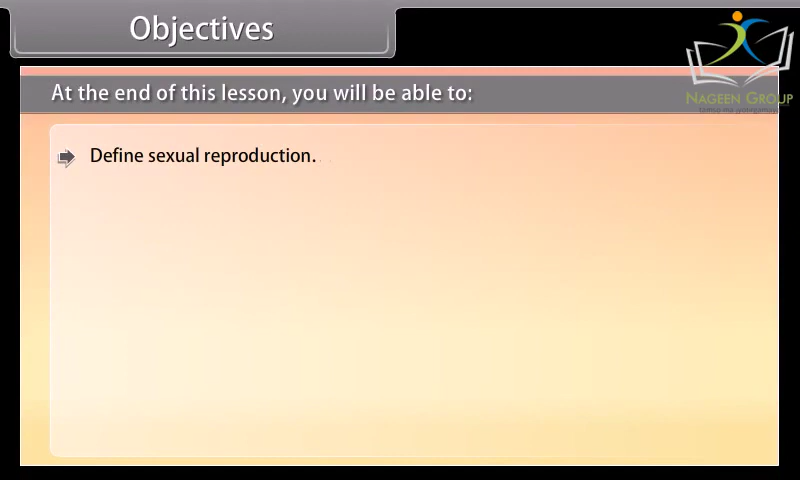 Objectives
NAGEEN GROUP
At the end of this lesson, you will be able to:
Define sexual reproduction.